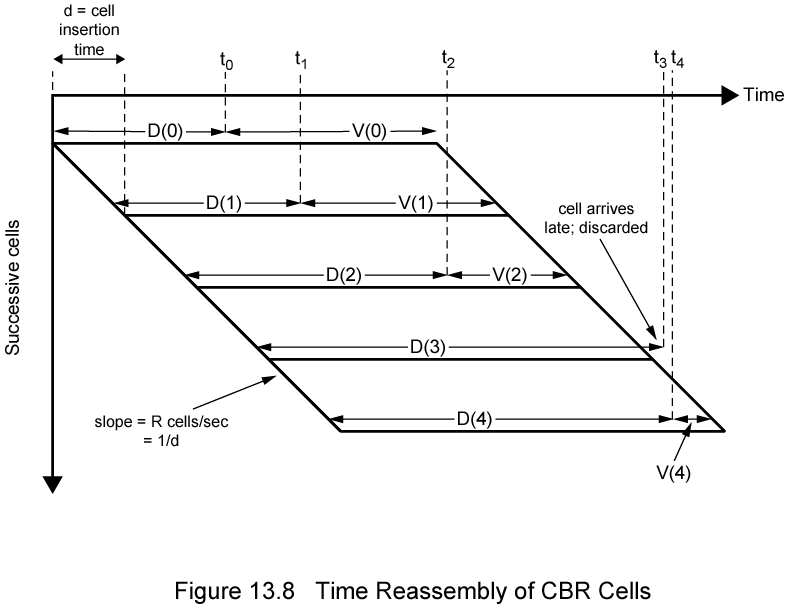 d = cell
insertion
time
t0
t1
t2
t3 t4
Time
D(0)
V(0)
D(1)
V(1)
cell arrives
late; discarded
D(2)
V(2)
Successive cells
D(3)
slope = R cells/sec
= 1/d
D(4)
V(4)
Figure 13.8 Time Reassembly of CBR Cells